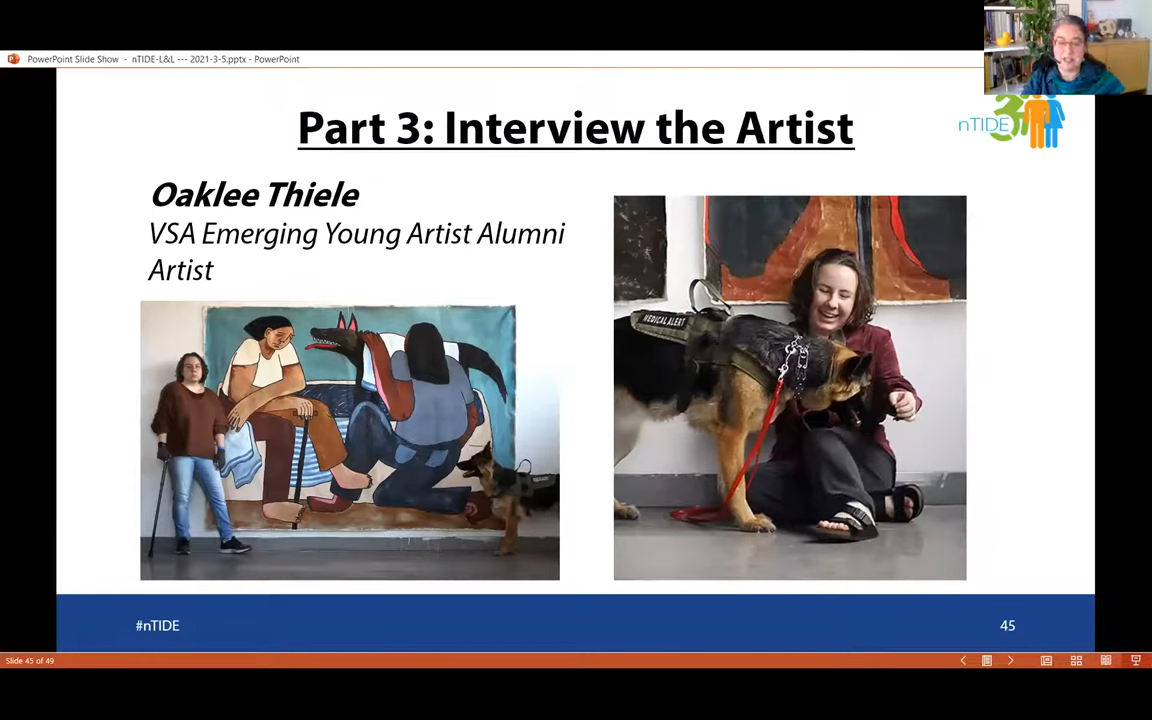 PowerPoint Slide Show - nTIDE-L&L --- 2021-3-5.pptx - PowerPoint
Part 3: Interview the Artist
nTIDE
Oaklee Thiele
VSA Emerging Young Artist Alumni
Artist
MEDICAL ALERT
#nTIDE
45
Slide 45 of 49